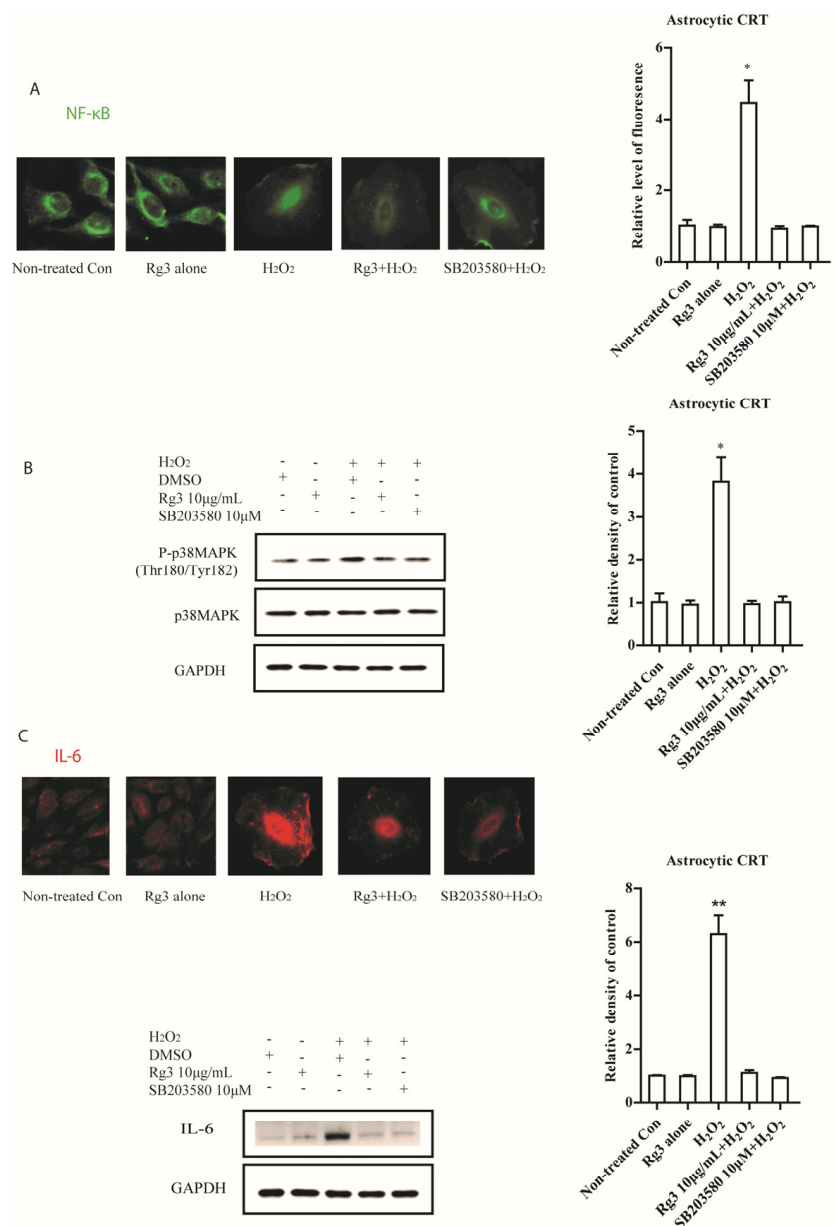 Astrocytic CRT
A
NF-κB
Relative level of fluoresence
6
4
2
0
*
Non-treated Con Rg3 alone H2O2 Rg3+H2O2 SB203580+H2O2
Non-treated Con
Rg3 alone
H2O2
Rg3 10μg/mL+H2O2
SB203580 10μM+H2O2
Astrocytic CRT
B
H2O2 - - + + +
DMSO + - + - -
Rg3 10μg/mL - + - + -
SB203580 10μM - - - - +
P-p38MAPK
(Thr180/Tyr182)
p38MAPK
GAPDH
Relative density of control
5
4
3
2
1
0
*
Non-treated Con
Rg3 alone
H2O2
Rg3 10μg/mL+H2O2
SB203580 10μM+H2O2
C
IL-6
Non-treated Con Rg3 alone H2O2 Rg3+H2O2 SB203580+H2O2
Astrocytic CRT
Relative density of control
8
6
4
2
0
**
Non-treated Con
Rg3 alone
H2O2
Rg3 10μg/mL+H2O2
SB203580 10μM+H2O2
H2O2 - - + + +
DMSO + - + - -
Rg3 10μg/mL - + - + -
SB203580 10μM - - - - +
IL-6
GAPDH